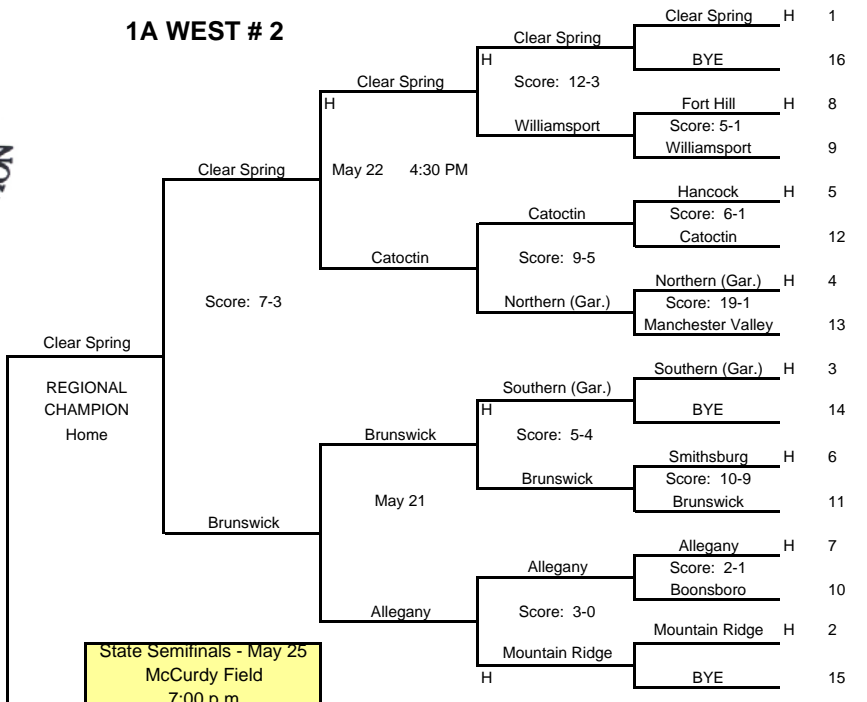 1A WEST # 2
Clear Spring H 1
Clear Spring
H
BYE 16
Clear Spring
Score: 12-3
H
Fort Hill H 8
Williamsport
Score: 5-1
Williamsport 9
Clear Spring
May 22 4:30 PM
Hancock H 5
Catoctin
Score: 6-1
Catoctin 12
Catoctin
Score: 9-5
Northern (Gar.) H 4
Northern (Gar.)
Score: 19-1
Manchester Valley 13
Score: 7-3
Clear Spring
REGIONAL
CHAMPION
Home
Southern (Gar.) H 3
Southern (Gar.)
H
BYE 14
Brunswick
Score: 5-4
Smithsburg H 6
Brunswick
Score: 10-9
Brunswick 11
May 21
Brunswick
Allegany H 7
Allegany
Score: 2-1
Boonsboro 10
Allegany
Score: 3-0
Mountain Ridge H 2
Mountain Ridge
H
BYE 15
State Semifinals - May 25
McCurdy Field
7:00 p.m.